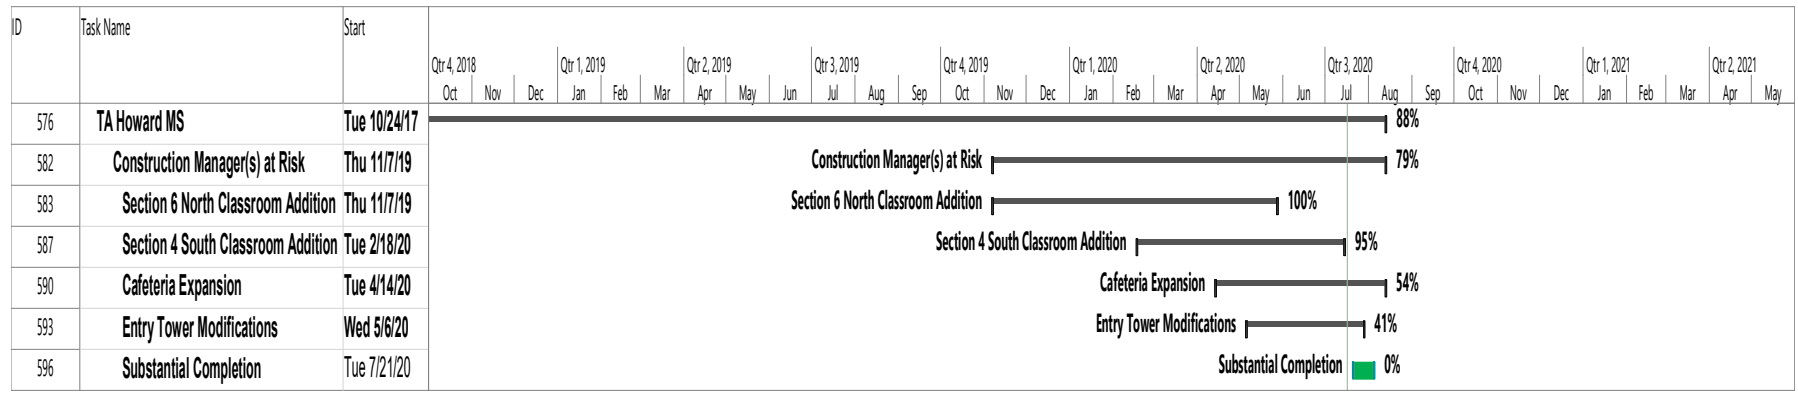 ID Task Name Start
Qtr 4, 2018 Qtr 1, 2019 Qtr 2, 2019 Qtr 3, 2019 Qtr 4, 2019 Qtr 1, 2020 Qtr 2, 2020 Qtr 3, 2020 Qtr 4, 2020 Qtr 1, 2021 Qtr 2, 2021
Oct Nov Dec Jan Feb Mar Apr May Jun Jul Aug Sep Oct Nov Dec Jan Feb Mar Apr May Jun Jul Aug Sep Oct Nov Dec Jan Feb Mar Apr May
576 TA Howard MS Tue 10/24/17 88%
582 Construction Manager(s) at Risk Thu 11/7/19 Construction Manager(s) at Risk 79%
583 Section 6 North Classroom Addition Thu 11/7/19 Section 6 North Classroom Addition 100%
587 Section 4 South Classroom Addition Tue 2/18/20 Section 4 South Classroom Addition 95%
590 Cafeteria Expansion Tue 4/14/20 Cafeteria Expansion 54%
593 Entry Tower Modifications Wed 5/6/20 Entry Tower Modifications 41%
596 Substantial Completion Tue 7/21/20 Substantial Completion 0%